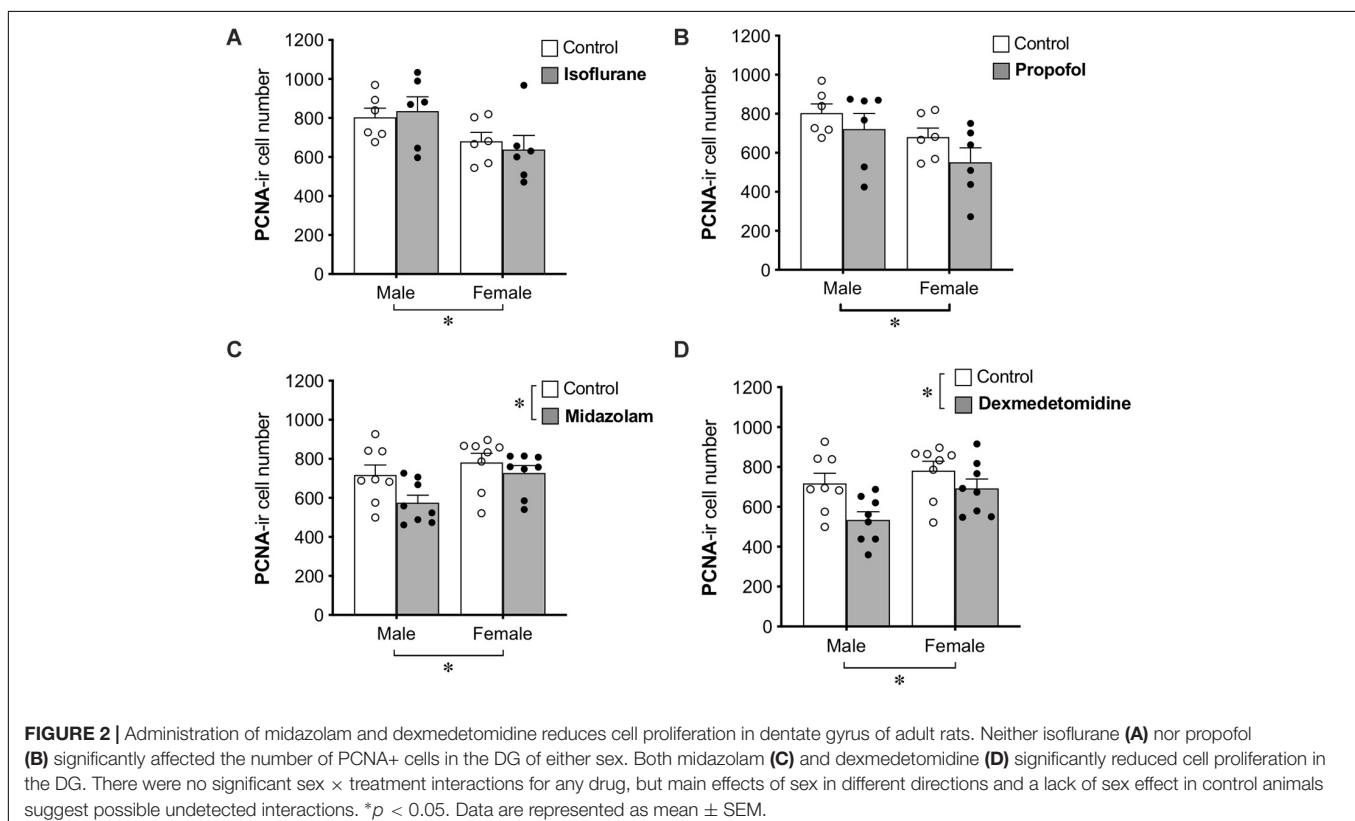 A
1200
1000
800
600
400
200
0
PCNA-ir cell number
Control
Isoflurane
Male Female
*
B
1200
1000
800
600
400
200
0
PCNA-ir cell number
Control
Propofol
Male Female
*
C
1200
1000
800
600
400
200
0
PCNA-ir cell number
Control
* Midazolam
Male Female
*
D
1200
1000
800
600
400
200
0
PCNA-ir cell number
Control
* Dexmedetomidine
Male Female
*
FIGURE 2 | Administration of midazolam and dexmedetomidine reduces cell proliferation in dentate gyrus of adult rats. Neither isoflurane (A) nor propofol
(B) significantly affected the number of PCNA+ cells in the DG of either sex. Both midazolam (C) and dexmedetomidine (D) significantly reduced cell proliferation in
the DG. There were no significant sex × treatment interactions for any drug, but main effects of sex in different directions and a lack of sex effect in control animals
suggest possible undetected interactions. *p < 0.05. Data are represented as mean ± SEM.